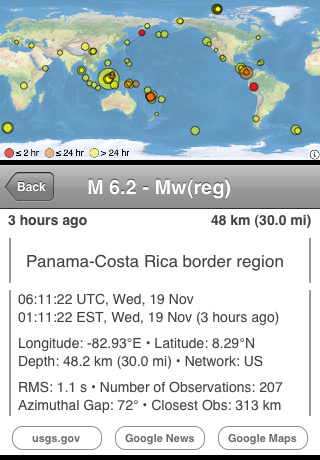 ≤ 2 hr ≤ 24 hr > 24 hr
Back
M 6.2 - Mw(reg)
3 hours ago 48 km (30.0 mi)
Panama-Costa Rica border region
06:11:22 UTC, Wed, 19 Nov
01:11:22 EST, Wed, 19 Nov (3 hours ago)
Longitude: -82.93°E • Latitude: 8.29°N
Depth: 48.2 km (30.0 mi) • Network: US
RMS: 1.1 s • Number of Observations: 207
Azimuthal Gap: 72° • Closest Obs: 313 km
usgs.gov Google News Google Maps